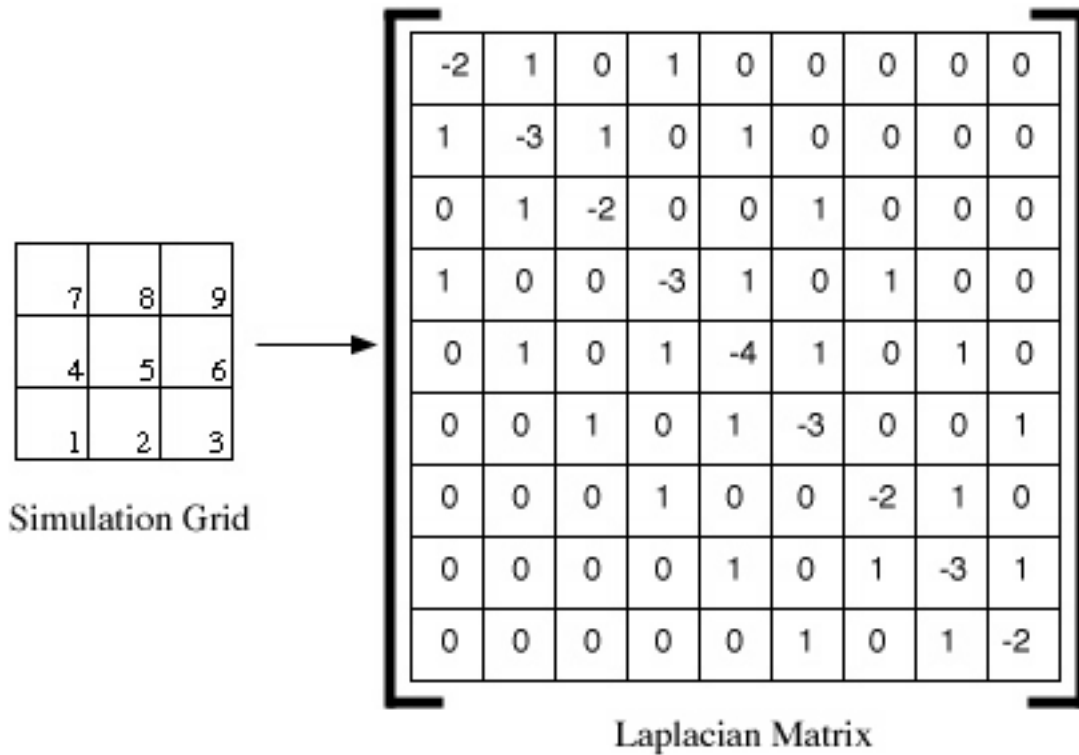 -2 1 0 1 0 0 0 0 0
1 -3 1 0 1 0 0 0 0
0 1 -2 0 0 1 0 0 0
1 0 0 -3 1 0 1 0 0
0 1 0 1 -4 1 0 1 0
0 0 1 0 1 -3 0 0 1
0 0 0 1 0 0 -2 1 0
0 0 0 0 1 0 1 -3 1
0 0 0 0 0 1 0 1 -2
7 8 9
4 5 6
1 2 3
Simulation Grid
Laplacian Matrix